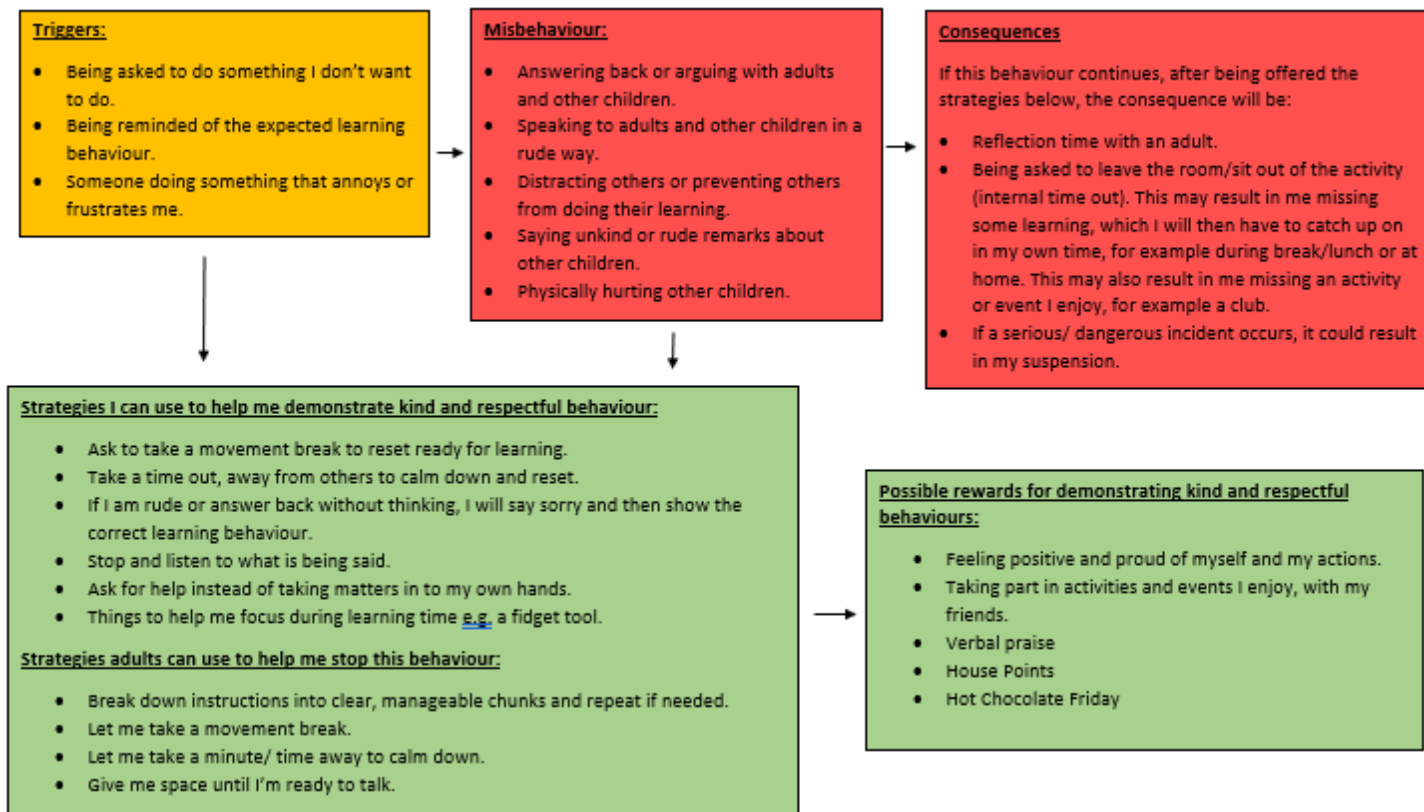 Triggers:
• Being asked to do something I don't want
to do.
• Being reminded of the expected learning
behaviour.
• Someone doing something that annoys or
frustrates me.
Misbehaviour:
• Answering back or arguing with adults
and other children.
• Speaking to adults and other children in a
rude way.
• Distracting others or preventing others
from doing their learning.
• Saying unkind or rude remarks about
other children.
• Physically hurting other children.
Consequences
If this behaviour continues, after being offered the
strategies below, the consequence will be:
• Reflection time with an adult.
• Being asked to leave the room/sit out of the activity
(internal time out). This may result in me missing
some learning, which I will then have to catch up on
in my own time, for example during break/lunch or at
home. This may also result in me missing an activity
or event I enjoy, for example a club.
• If a serious/ dangerous incident occurs, it could result
in my suspension.
Strategies I can use to help me demonstrate kind and respectful behaviour:
• Ask to take a movement break to reset ready for learning.
• Take a time out, away from others to calm down and reset.
• If I am rude or answer back without thinking, I will say sorry and then show the
correct learning behaviour.
• Stop and listen to what is being said.
• Ask for help instead of taking matters in to my own hands.
• Things to help me focus during learning time e.g. a fidget tool.
Strategies adults can use to help me stop this behaviour:
• Break down instructions into clear, manageable chunks and repeat if needed.
• Let me take a movement break.
• Let me take a minute/ time away to calm down.
• Give me space until I'm ready to talk.
Possible rewards for demonstrating kind and respectful
behaviours:
• Feeling positive and proud of myself and my actions.
• Taking part in activities and events I enjoy, with my
friends.
• Verbal praise
• House Points
• Hot Chocolate Friday